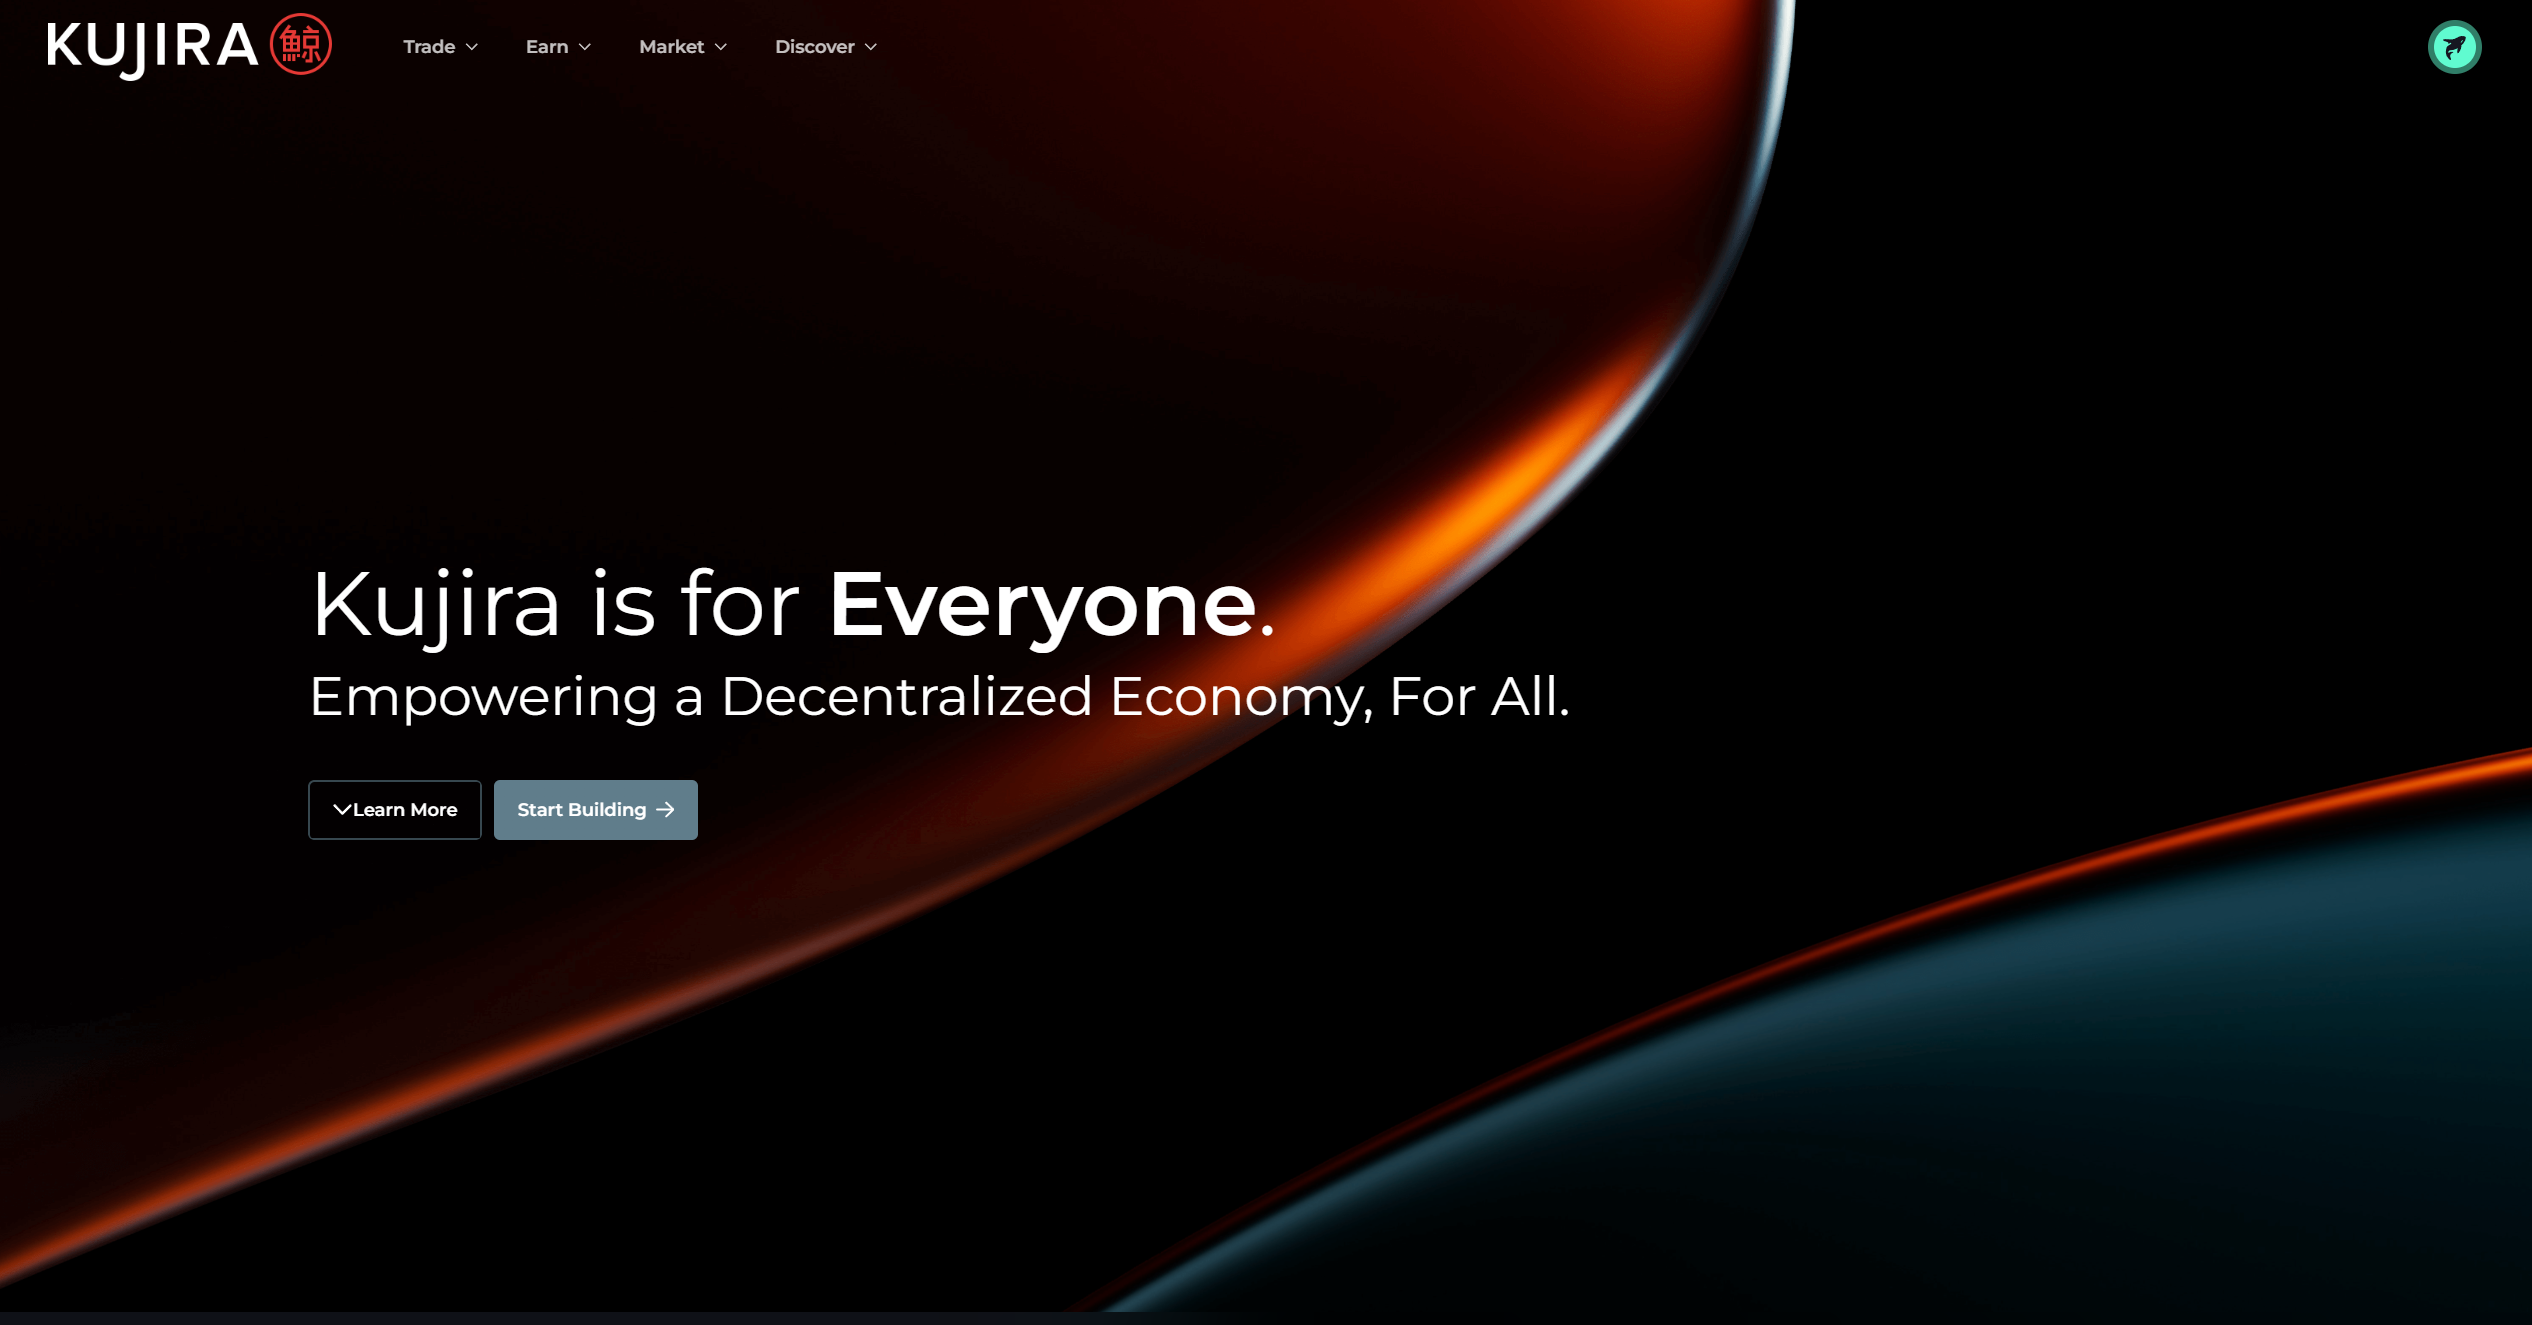 KUJIRA 鯨
Trade Earn Market Discover
Kujira is for Everyone.
Empowering a Decentralized Economy, For All.
Learn More Start Building